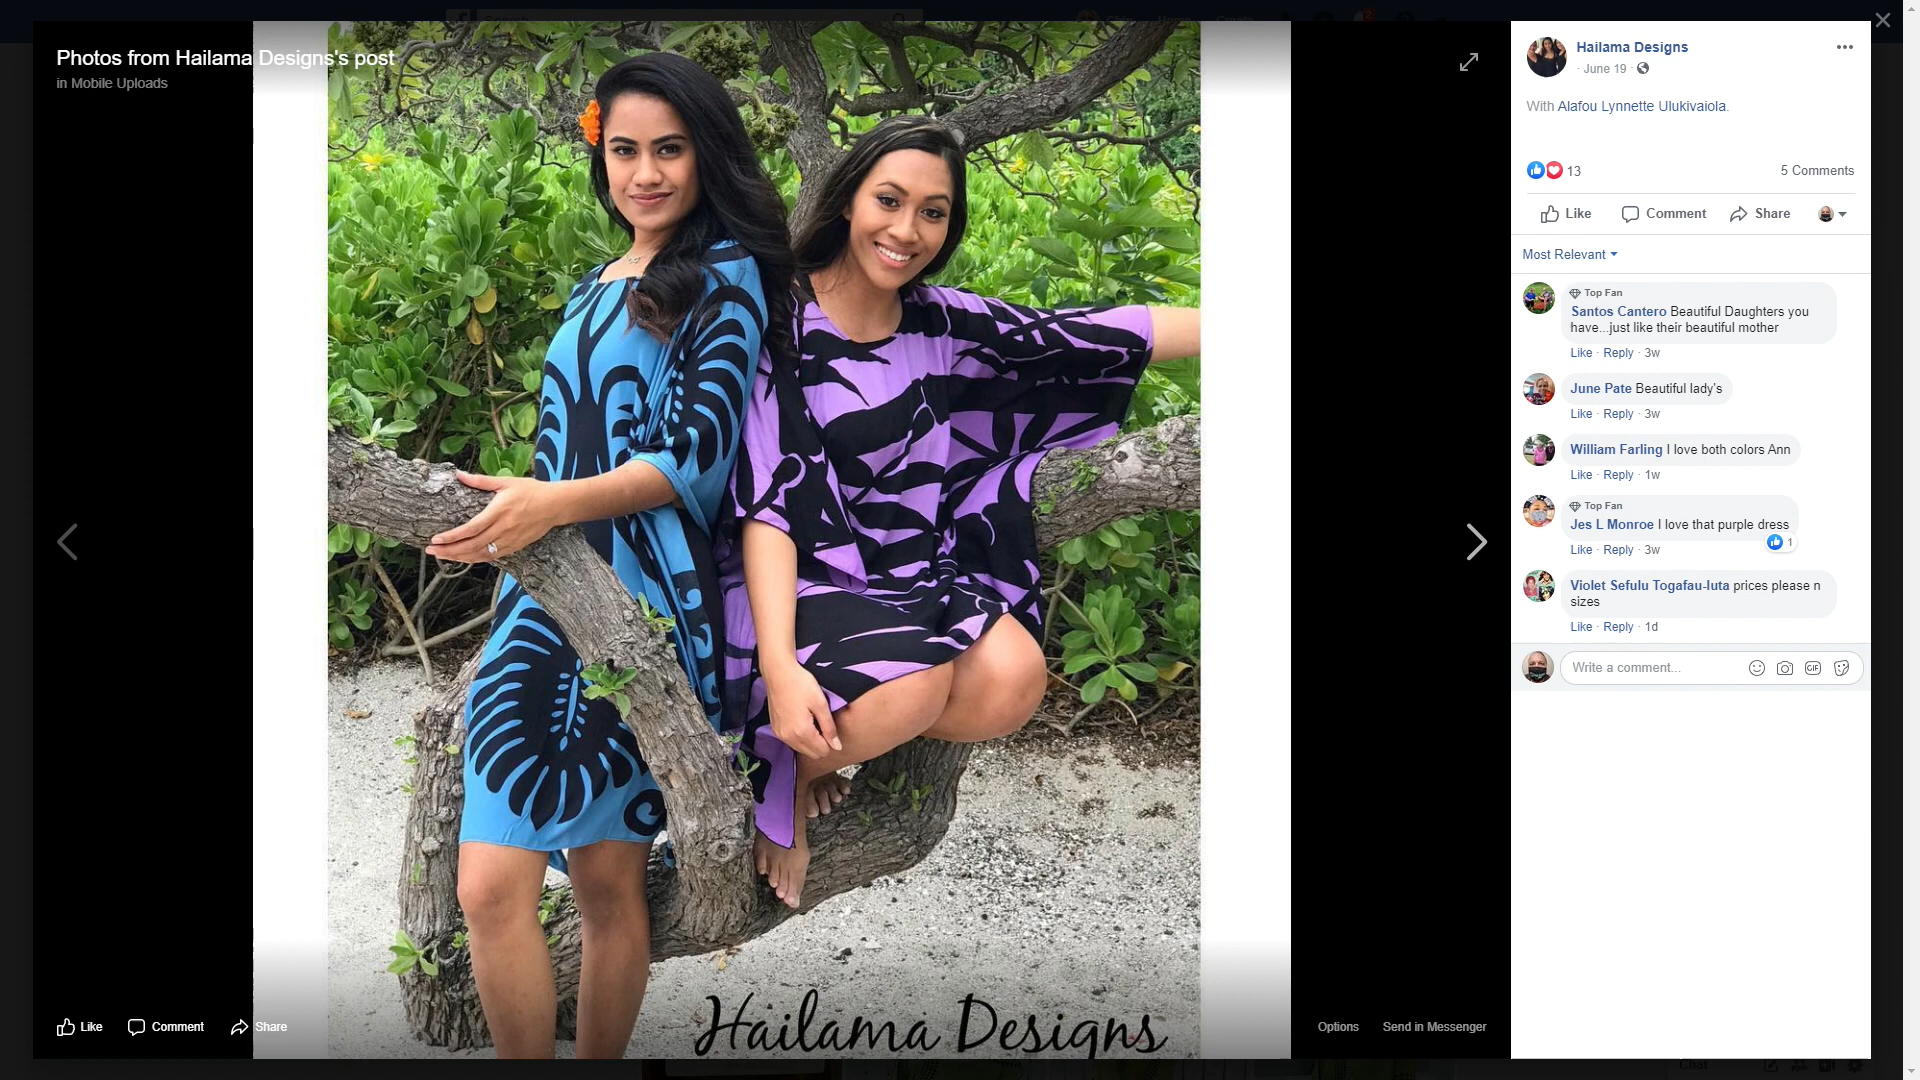 Photos from Hailama Designs's post
in Mobile Uploads
Hailama Designs
Like Comment Share
Options Send in Messenger
Hailama Designs
· June 19 ·
With Alafou Lynnette Ulukivaiola.
13
5 Comments
Like Comment Share
Most Relevant
Top Fan
Santos Cantero Beautiful Daughters you
have...just like their beautiful mother
Like · Reply · 3w
June Pate Beautiful lady's
Like · Reply · 3w
William Farling I love both colors Ann
Like · Reply · 1w
Top Fan
Jes L Monroe I love that purple dress
1
Like · Reply · 3w
Violet Sefulu Togafau-Iuta prices please n
sizes
Like · Reply · 1d
Write a comment...
GIF
Chat